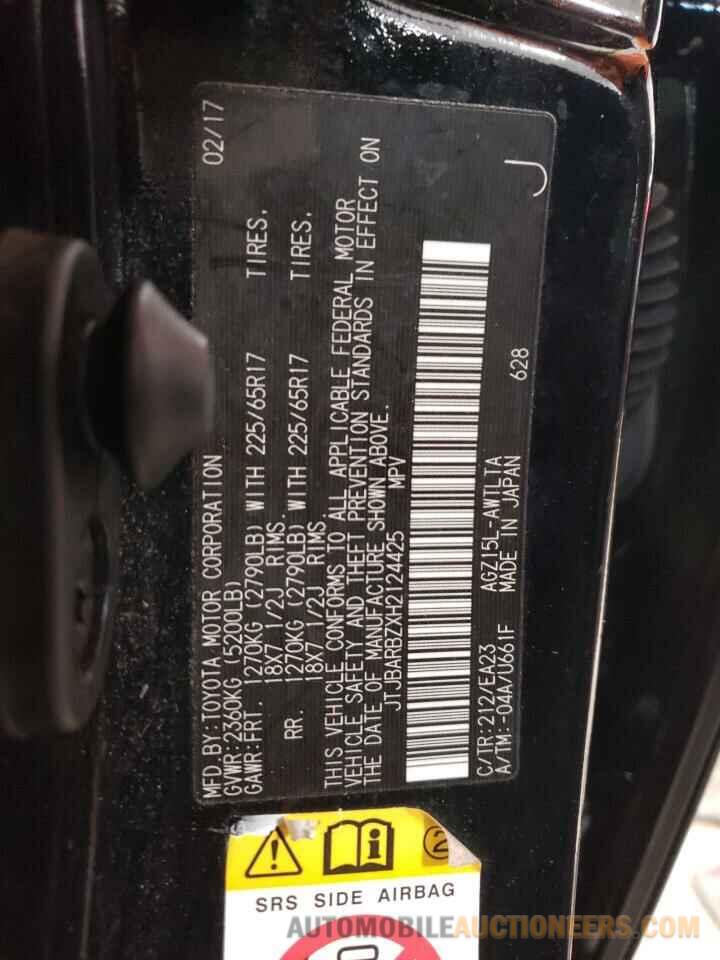 MFD.BY:TOYOTA MOTOR CORPORATION 02/17
GVWR:2360KG (5200LB)
GAWR:FRT. 1270KG (2790LB) WITH 225/65R17 TIRES.
18X7 1/2J RIMS
RR. 1270KG (2790LB) WITH 225/65R17 TIRES.
18X7 1/2J RIMS
THIS VEHICLE CONFORMS TO ALL APPLICABLE FEDERAL MOTOR
VEHICLE SAFETY AND THEFT PREVENTION STANDARDS IN EFFECT ON
THE DATE OF MANUFACTURE SHOWN ABOVE.
JTJBARBZXH2124425 MPV
C/TR:212/EA23 AGZ15L-AWTLTA
A/TM:-04A/U661F MADE IN JAPAN 628
J
2
SRS SIDE AIRBAG
AUTOMOBILEAUCTIONEERS.COM